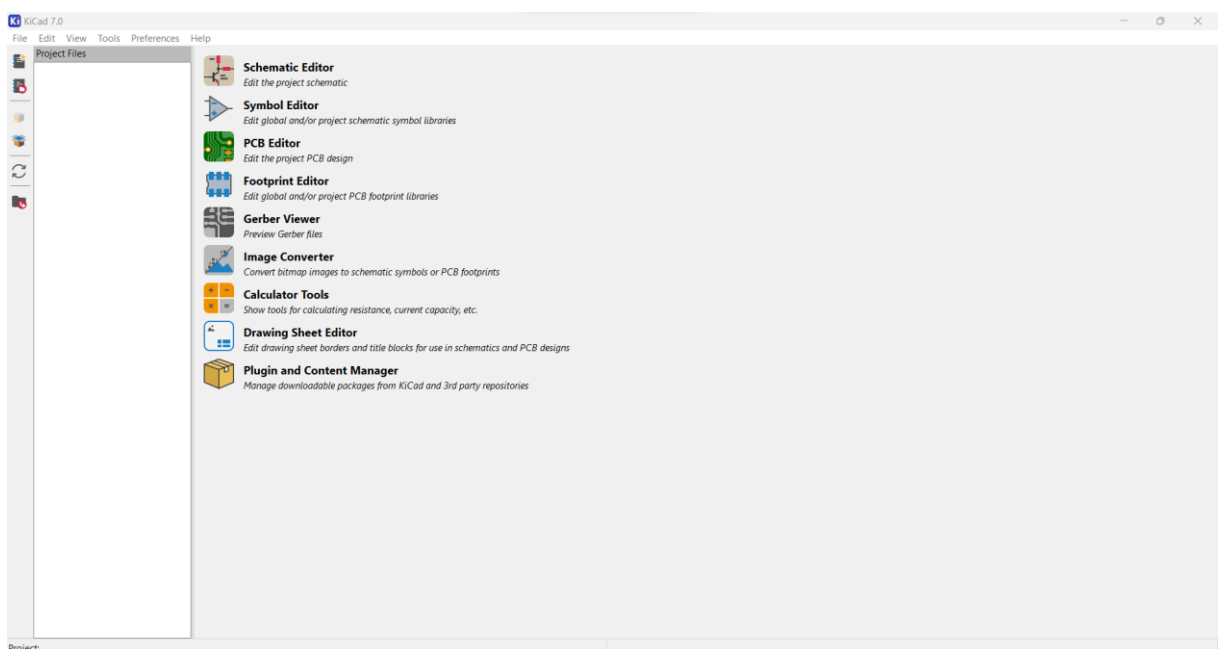 Ki KiCad 7.0
File Edit View Tools Preferences Help
Project Files
Schematic Editor
Edit the project schematic
Symbol Editor
Edit global and/or project schematic symbol libraries
PCB Editor
Edit the project PCB design
Footprint Editor
Edit global and/or project PCB footprint libraries
Gerber Viewer
Preview Gerber files
Image Converter
Convert bitmap images to schematic symbols or PCB footprints
Calculator Tools
Show tools for calculating resistance, current capacity, etc.
Drawing Sheet Editor
Edit drawing sheet borders and title blocks for use in schematics and PCB designs
Plugin and Content Manager
Manage downloadable packages from KiCad and 3rd party repositories
Project: